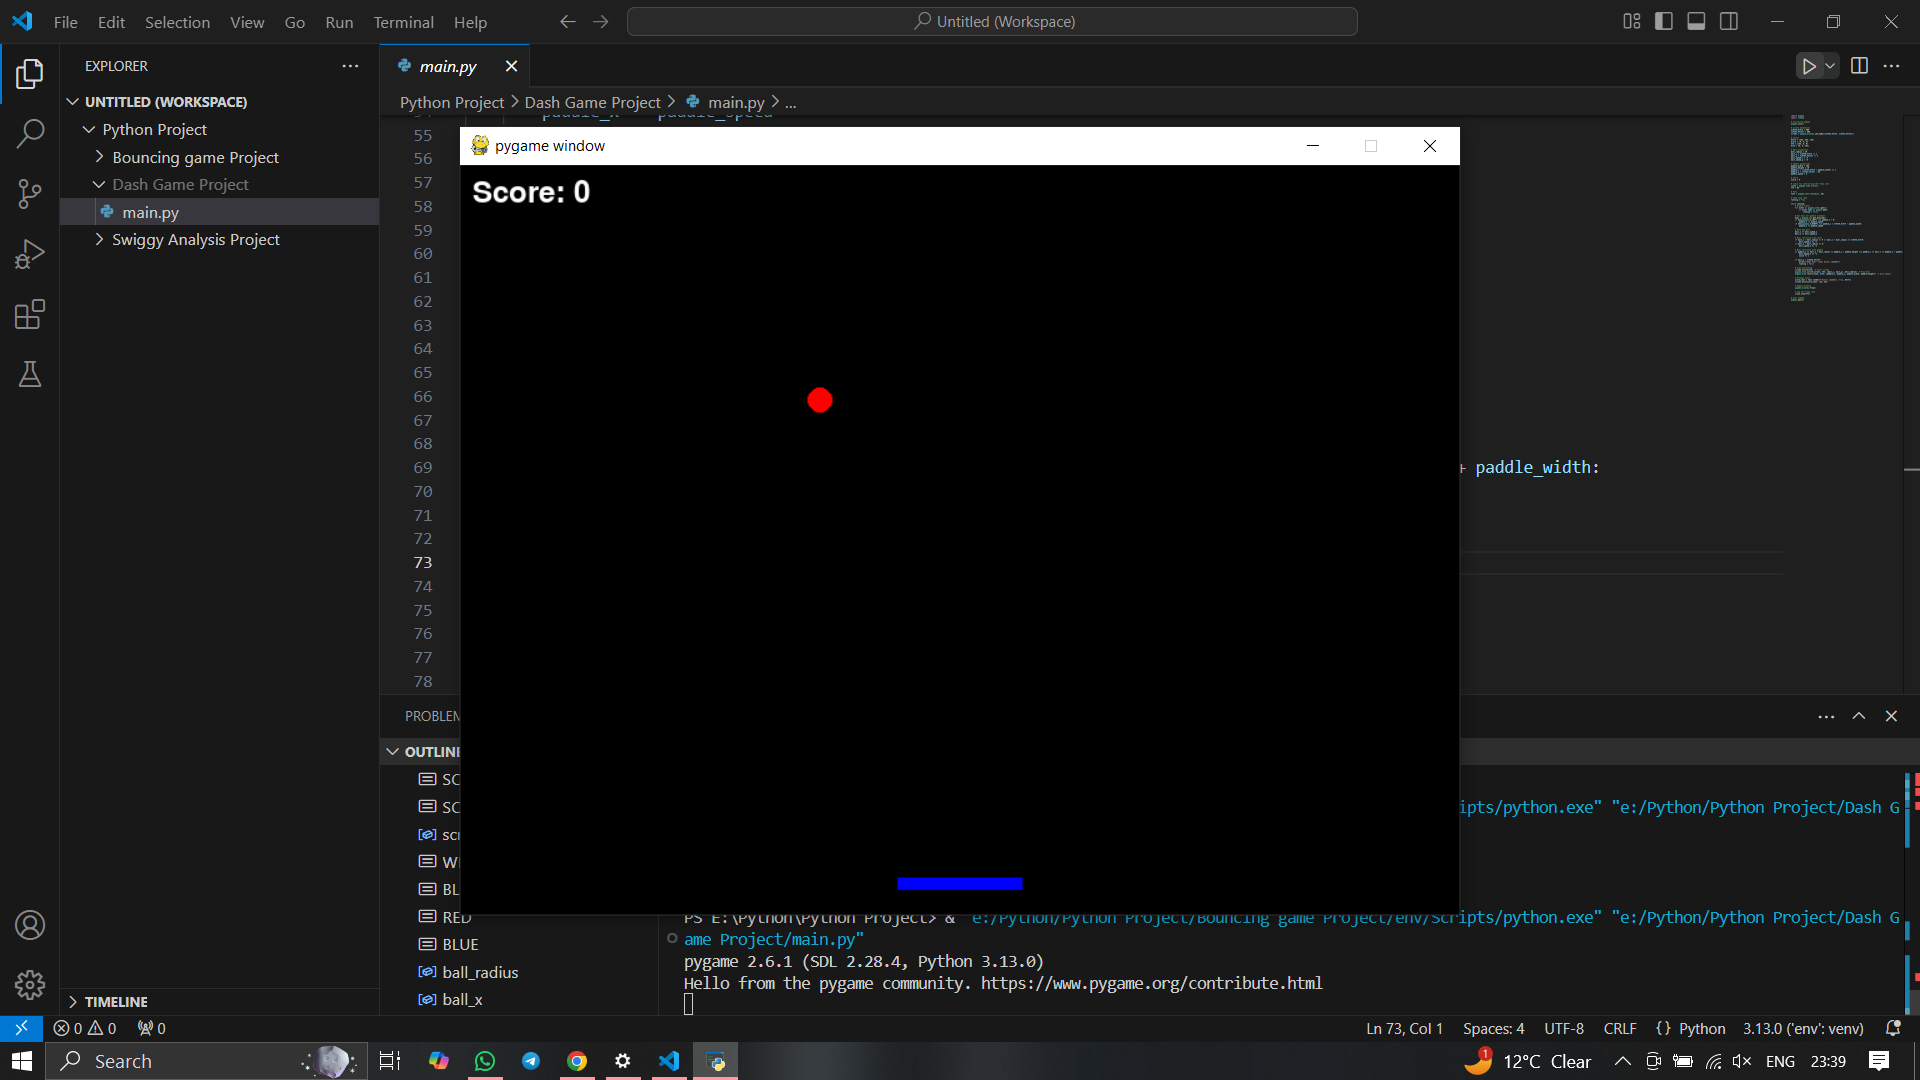 File Edit Selection View Go Run Terminal Help
Untitled (Workspace)
EXPLORER
UNTITLED (WORKSPACE)
Python Project
Bouncing game Project
Dash Game Project
main.py
Swiggy Analysis Project
TIMELINE
main.py
Python Project > Dash Game Project > main.py > ...
55
56
57
58
59
60
61
62
63
64
65
66
67
68
69
+ paddle_width:
70
71
72
73
74
75
76
77
78
pygame window
Score: 0
PROBLEM
OUTLIN
SC
SC
scr
BL
RED
BLUE
ball_radius
ball_x
ipts/python.exe" "e:/Python/Python Project/Dash G
PS E:\Python\Python Project> & "e:/Python/Python Project/Bouncing game Project/env/Scripts/python.exe" "e:/Python/Python Project/Dash G
ame Project/main.py"
pygame 2.6.1 (SDL 2.28.4, Python 3.13.0)
Hello from the pygame community. https://www.pygame.org/contribute.html
0 0 0
Ln 73, Col 1 Spaces: 4 UTF-8 CRLF {} Python 3.13.0 ('env': venv)
Search
1
12°C Clear
ENG
23:39